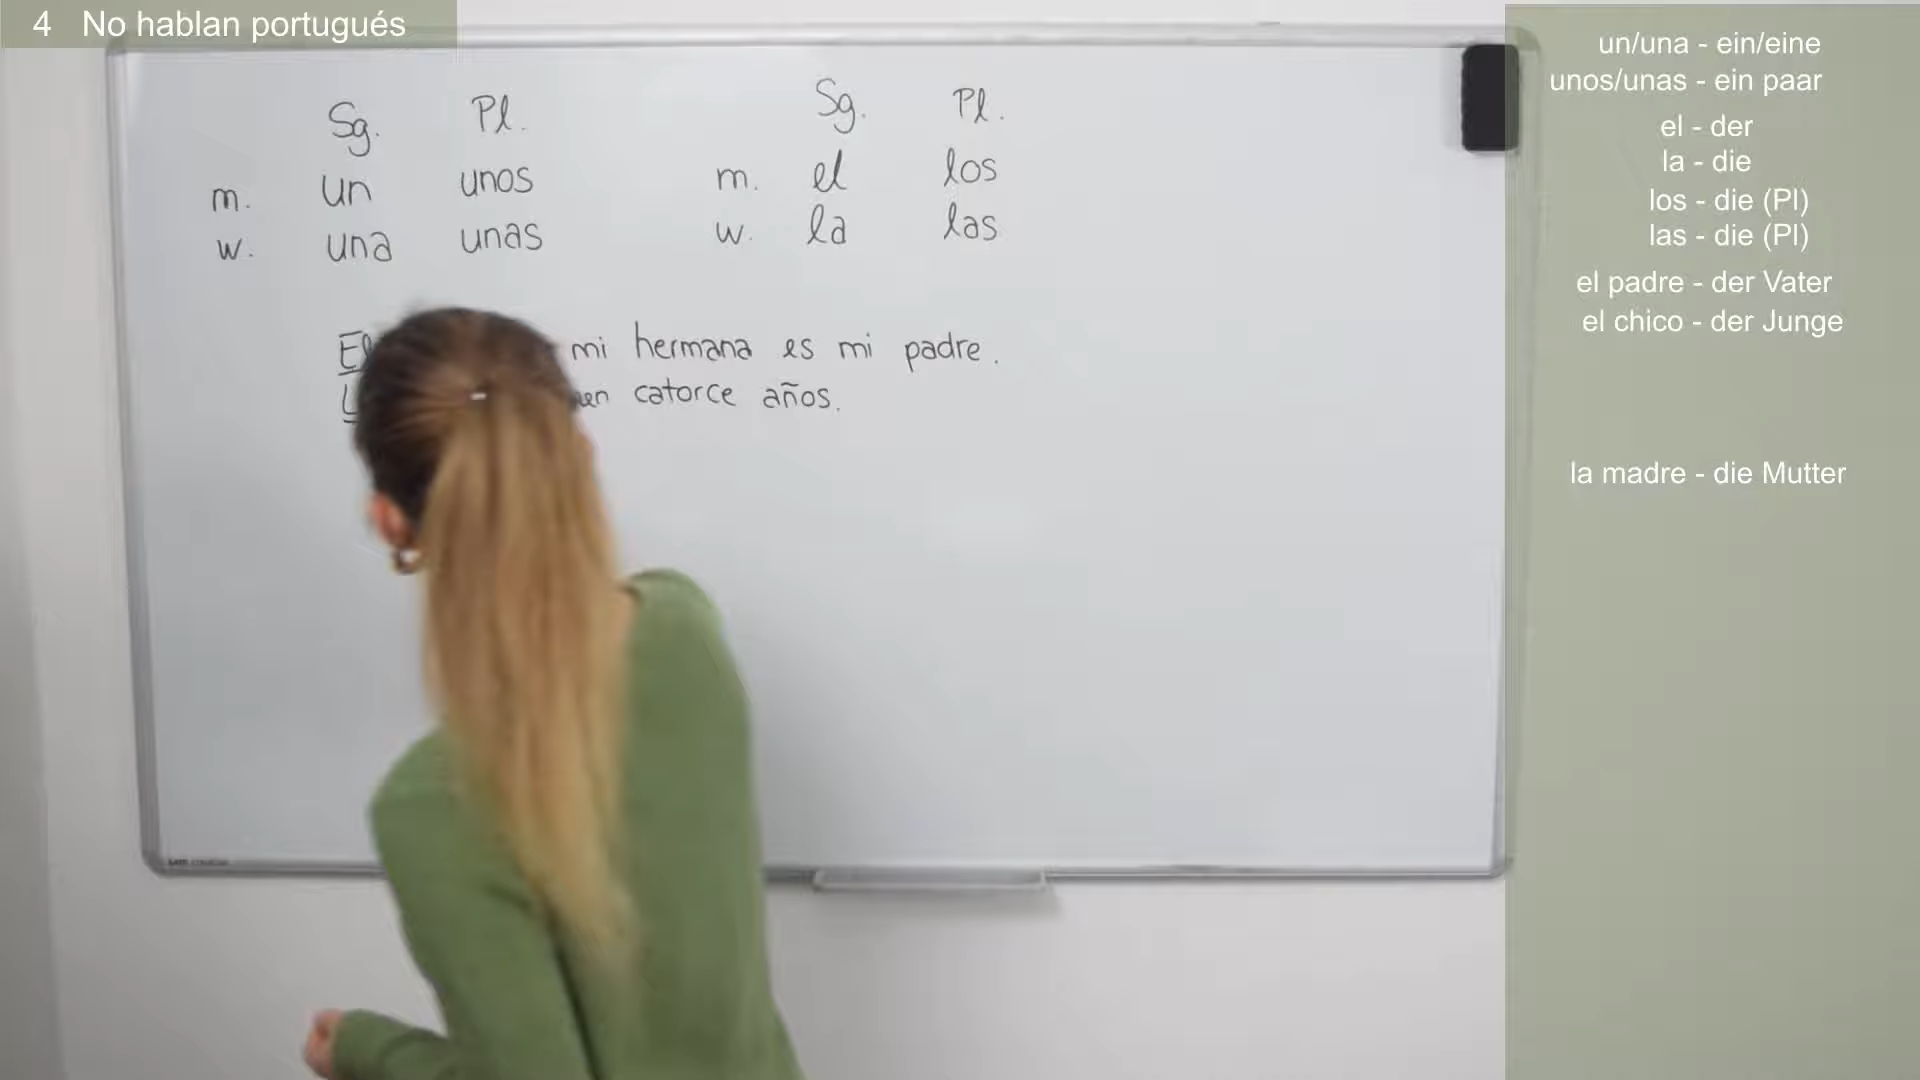 4 No hablan portugués
Sg. Pl.
m. un unos
w. una unas
Sg. Pl.
m. el los
w. la las
El mi hermana es mi padre.
catorce años.
un/una - ein/eine
unos/unas - ein paar
el - der
la - die
los - die (Pl)
las - die (Pl)
el padre - der Vater
el chico - der Junge
la madre - die Mutter